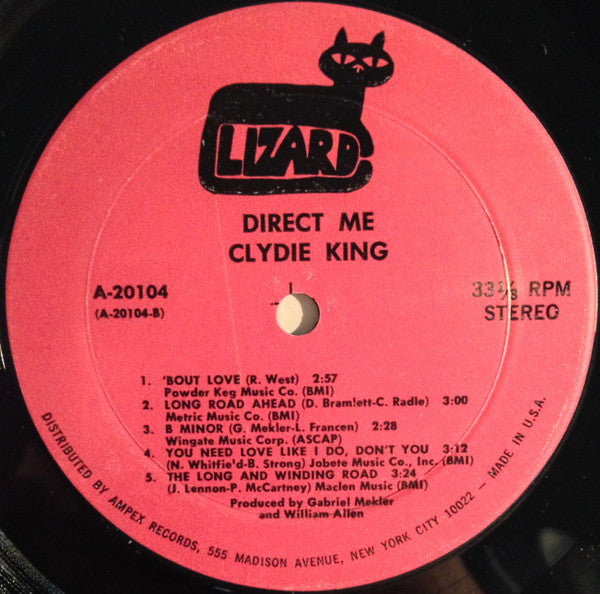 LIZARD
DIRECT ME
CLYDIE KING
A-20104
(A-20104-B)
33⅓ RPM
STEREO
1. 'BOUT LOVE (R. West) 2:57
Powder Keg Music Co. (BMI)
2. LONG ROAD AHEAD (D. Bramlett-C. Radle) 3:00
Metric Music Co. (BMI)
3. B MINOR (G. Mekler-L. Francen) 2:28
Wingate Music Corp. (ASCAP)
4. YOU NEED LOVE LIKE I DO, DON'T YOU 3:12
(N. Whitfie'd-B. Strong) Jobete Music Co., Inc. (BMI)
5. THE LONG AND WINDING ROAD 3:24
(J. Lennon-P. McCartney) Maclen Music (BMI)
Produced by Gabriel Mekler
and William Allen
DISTRIBUTED BY AMPEX RECORDS, 555 MADISON AVENUE, NEW YORK CITY 10022 - MADE IN U.S.A.